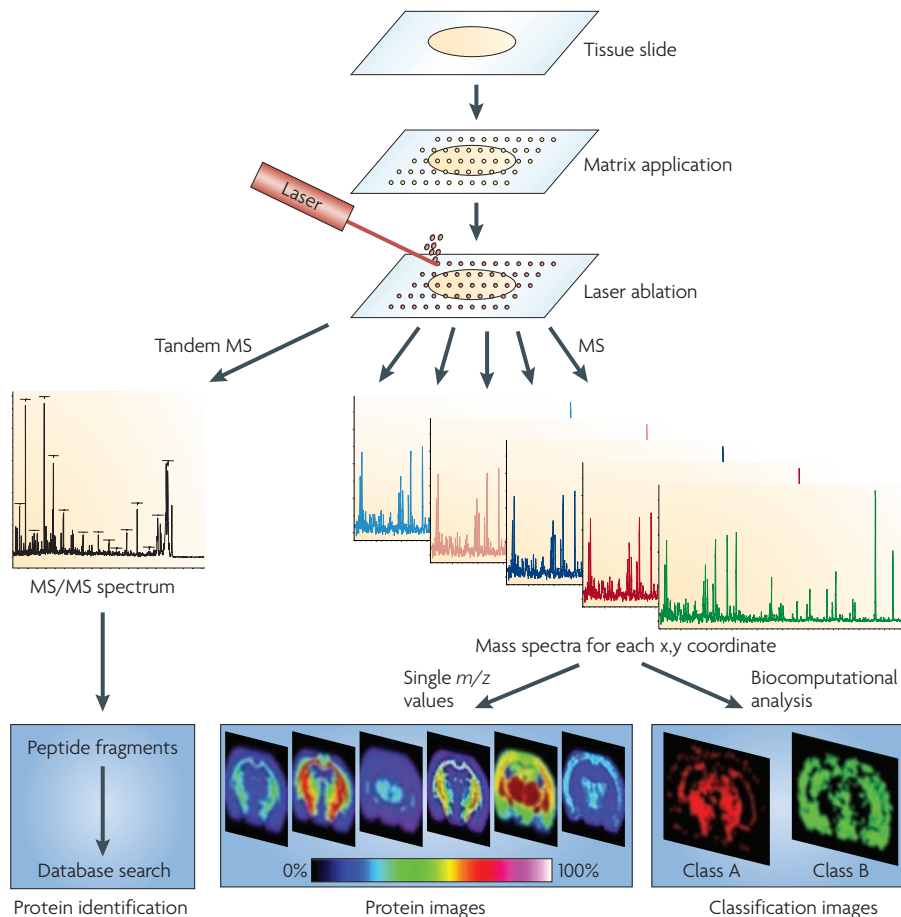 Tissue slide
Matrix application
Laser
Laser ablation
Tandem MS
MS
MS/MS spectrum
Mass spectra for each x,y coordinate
Single m/z
values
Biocomputational
analysis
Peptide fragments
Database search
0%
100%
Class A
Class B
Protein identification
Protein images
Classification images